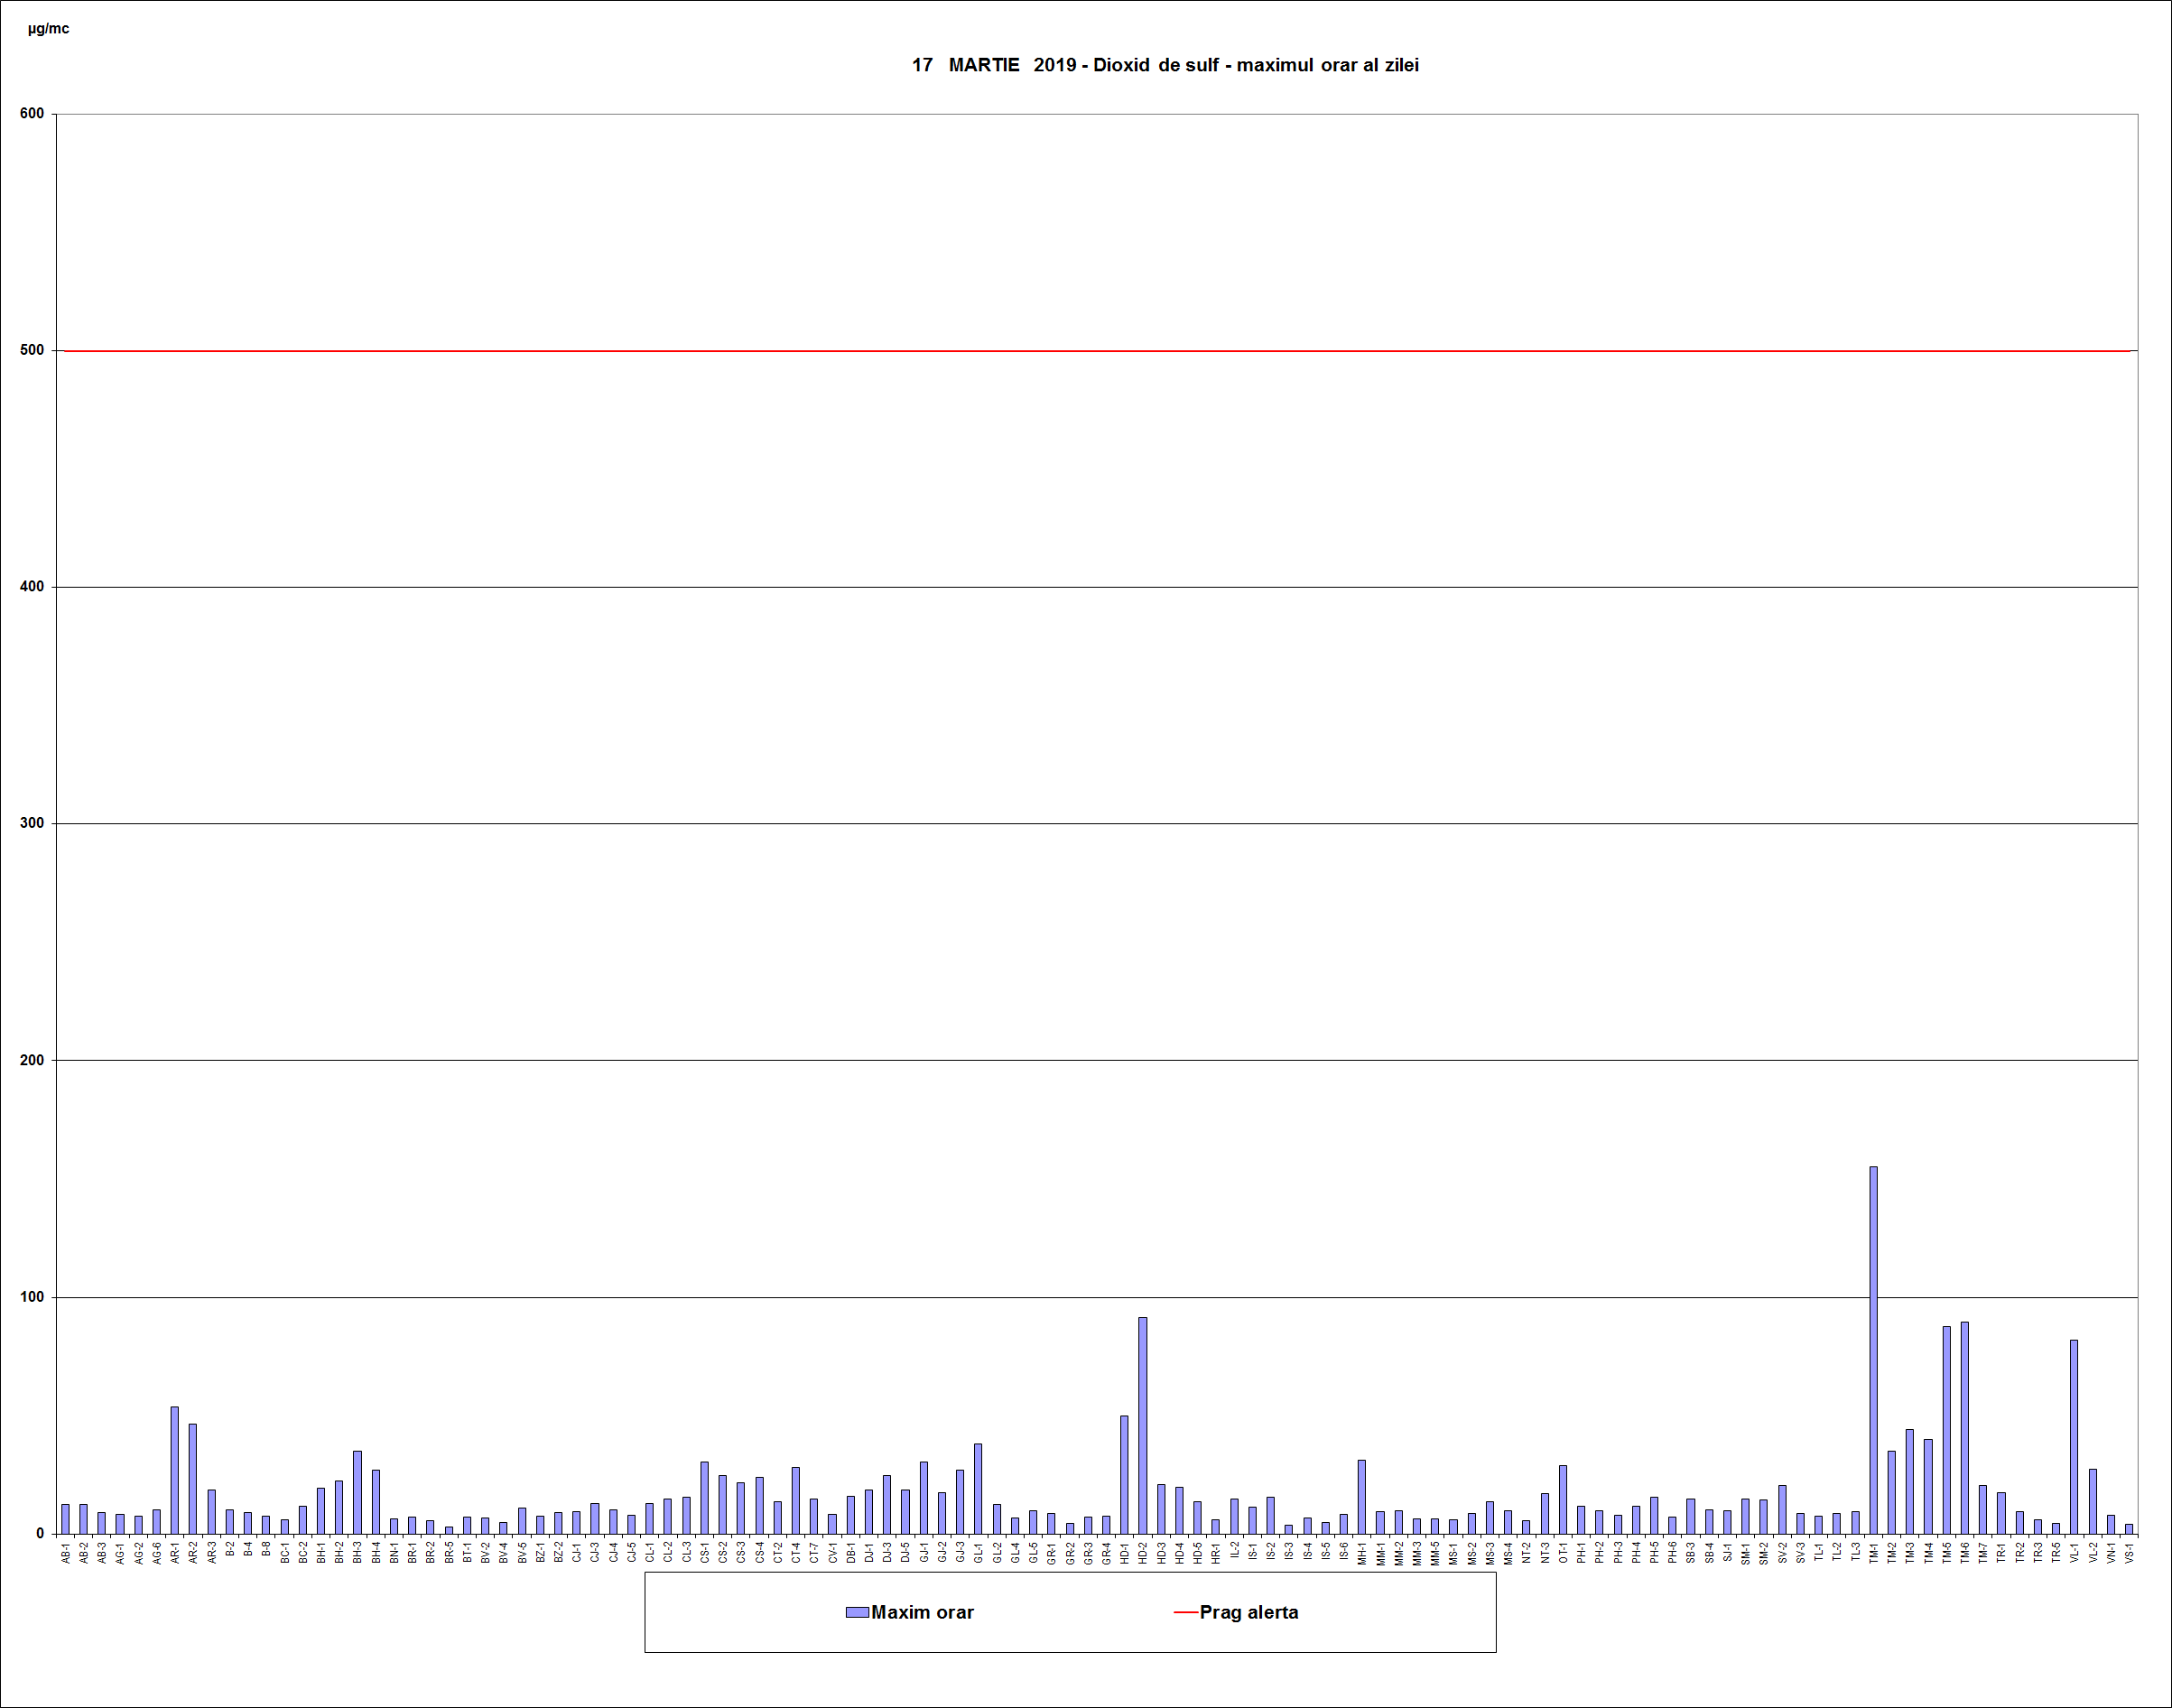 µg/mc
17 MARTIE 2019 - Dioxid de sulf - maximul orar al zilei
600
500
400
300
200
100
0
AB-1 AB-2 AB-3 AG-1 AG-2 AG-6 AR-1 AR-2 AR-3 B-2 B-4 B-8 BC-1 BC-2 BH-1 BH-2 BH-3 BH-4 BN-1 BR-1 BR-2 BR-5 BT-1 BV-2 BV-4 BV-5 BZ-1 BZ-2 CJ-1 CJ-3 CJ-4 CJ-5 CL-1 CL-2 CL-3 CS-1 CS-2 CS-3 CS-4 CT-2 CT-4 CT-7 CV-1 DB-1 DJ-1 DJ-3 DJ-5 GJ-1 GJ-2 GJ-3 GL-1 GL-2 GL-4 GL-5 GR-1 GR-2 GR-3 GR-4 HD-1 HD-2 HD-3 HD-4 HD-5 HR-1 IL-2 IS-1 IS-2 IS-3 IS-4 IS-5 IS-6 MH-1 MM-1 MM-2 MM-3 MM-5 MS-1 MS-2 MS-3 MS-4 NT-2 NT-3 OT-1 PH-1 PH-2 PH-3 PH-4 PH-5 PH-6 SB-3 SB-4 SJ-1 SM-1 SM-2 SV-2 SV-3 TL-1 TL-2 TL-3 TM-1 TM-2 TM-3 TM-4 TM-5 TM-6 TM-7 TR-1 TR-2 TR-3 TR-5 VL-1 VL-2 VN-1 VS-1
Maxim orar Prag alerta